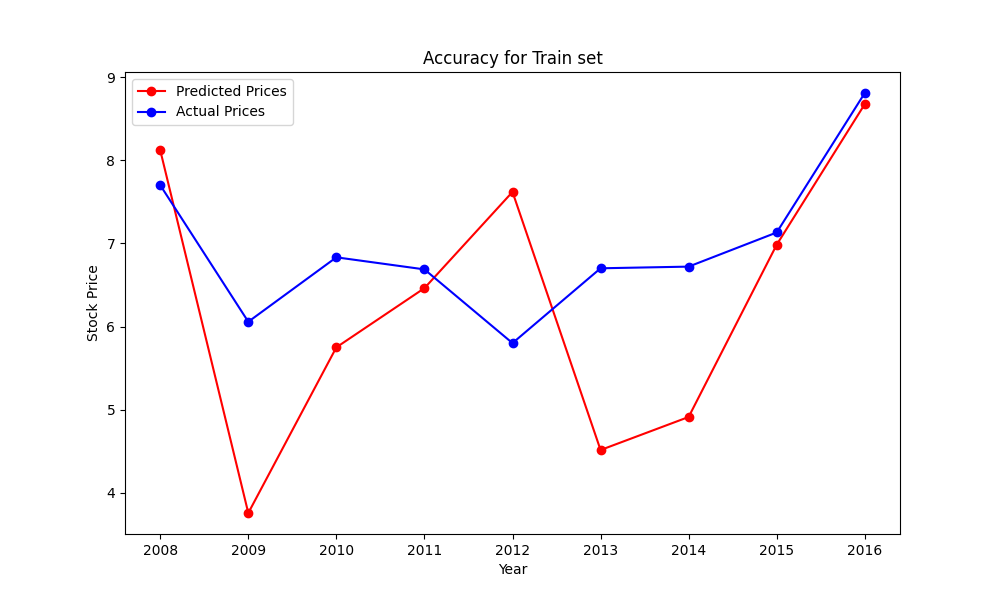 Accuracy for Train set
Predicted Prices
Actual Prices
Stock Price
9
8
7
6
5
4
2008 2009 2010 2011 2012 2013 2014 2015 2016
Year